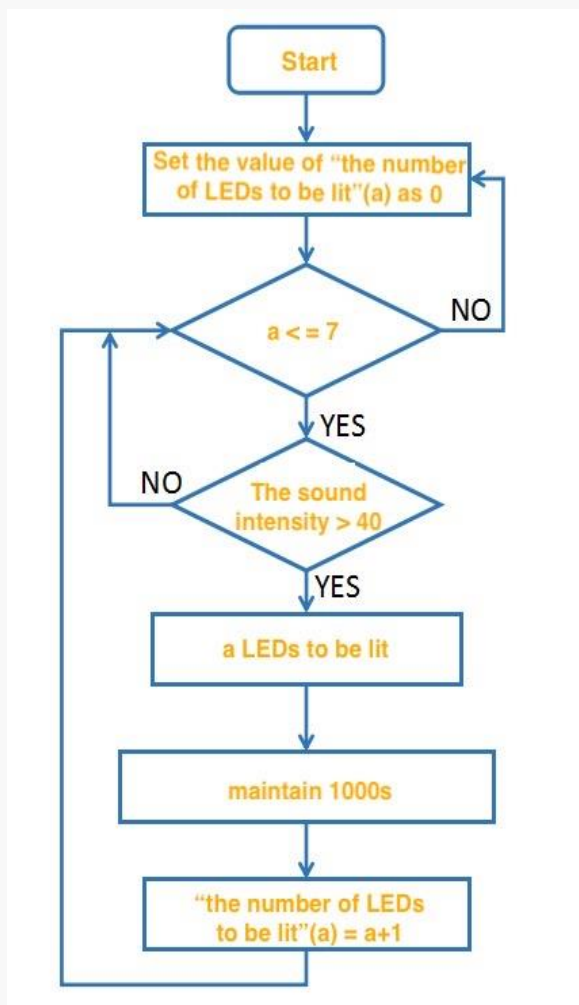 Start
Set the value of “the number
of LEDs to be lit”(a) as 0
a < = 7
NO
YES
NO
The sound
intensity > 40
YES
a LEDs to be lit
maintain 1000s
“the number of LEDs
to be lit”(a) = a+1